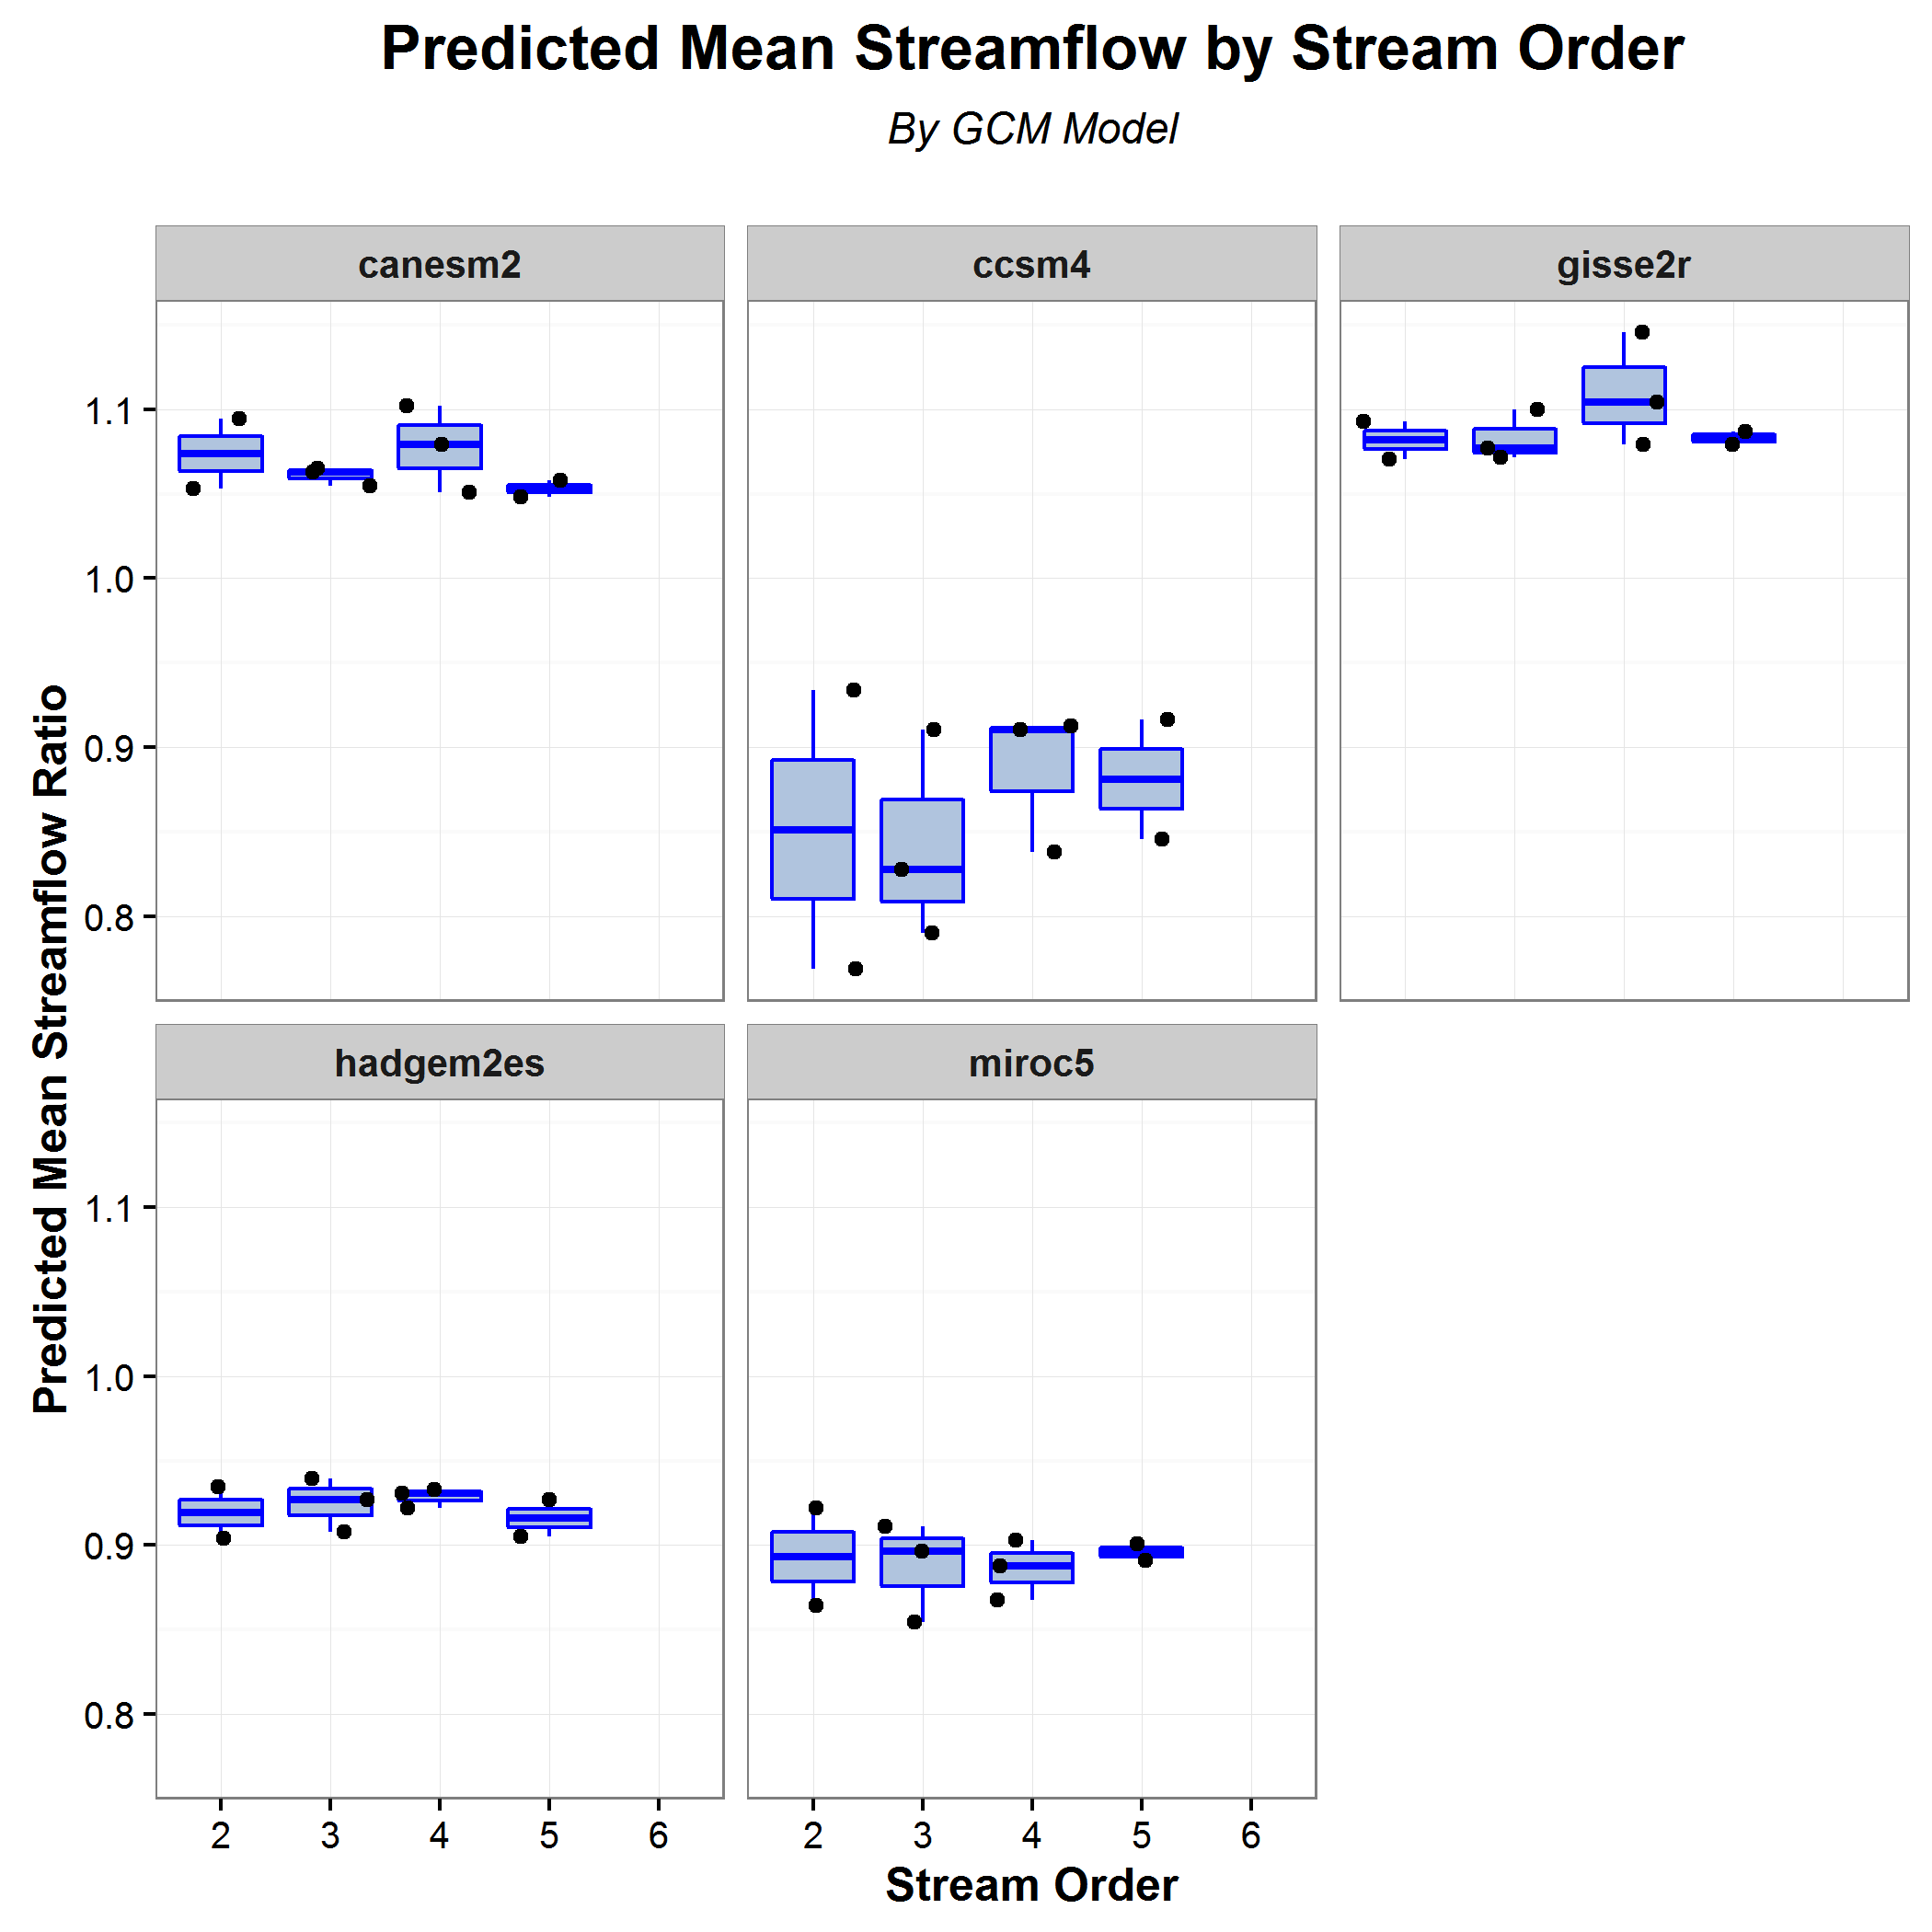 Predicted Mean Streamflow by Stream Order
By GCM Model
canesm2
ccsm4
gisse2r
1.1
1.0
0.9
0.8
Predicted Mean Streamflow Ratio
hadgem2es
miroc5
1.1
1.0
0.9
0.8
2 3 4 5 6
2 3 4 5 6
Stream Order